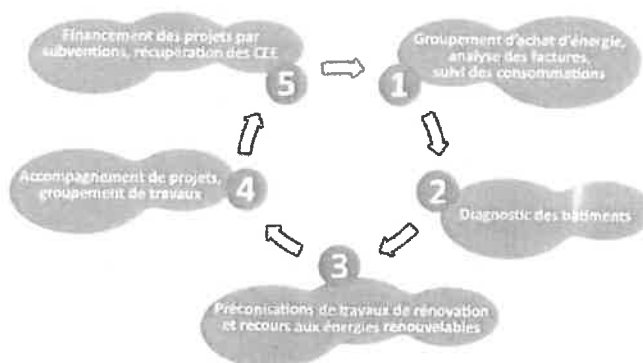 Financement des projets par
subventions, récupération des CEE
5
1
Groupement d'achat d'énergie,
analyse des factures,
suivi des consommations
Accompagnement de projets,
groupement de travaux
4
2
Diagnostic des bâtiments
3
Préconisations de travaux de rénovation
et recours aux énergies renouvelables